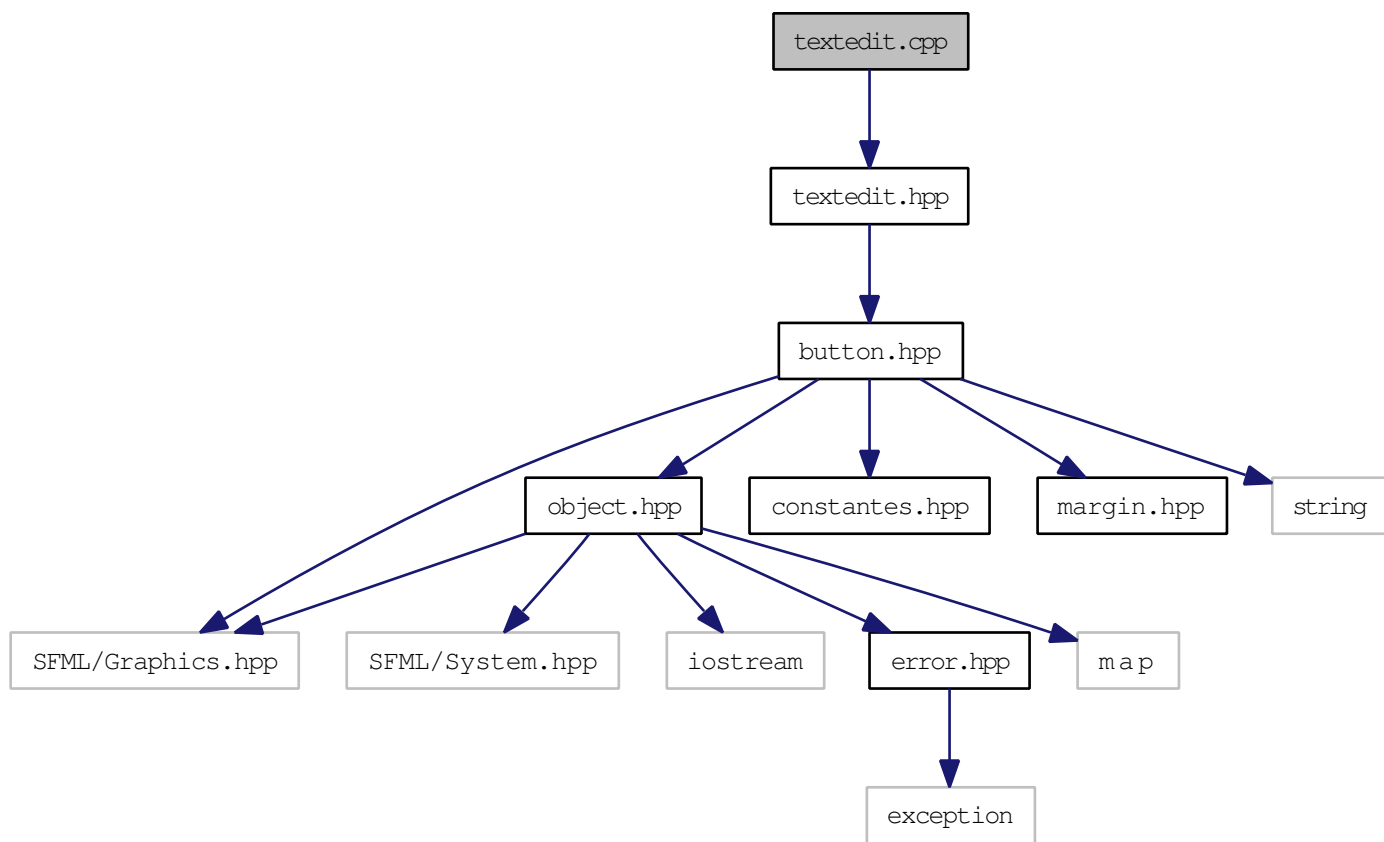 textedit.cpp
textedit.hpp
button.hpp
object.hpp
constantes.hpp
margin.hpp
string
SFML/Graphics.hpp
SFML/System.hpp
iostream
error.hpp
map
exception